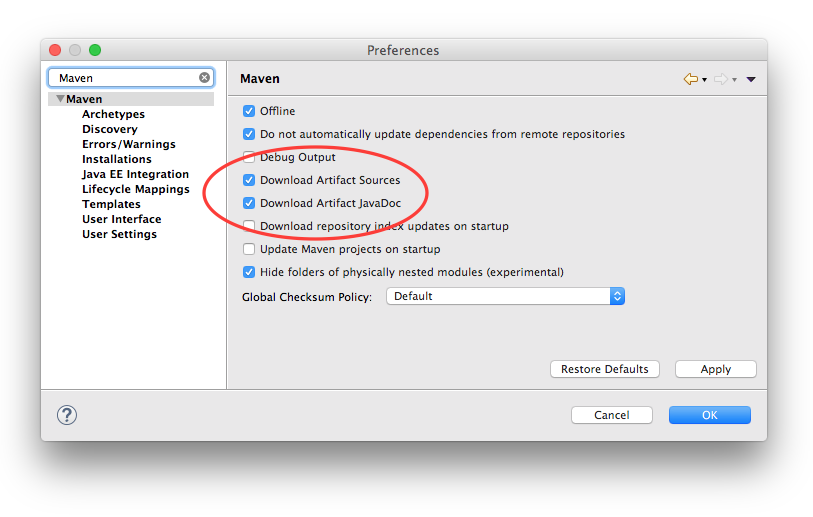 Preferences
Maven
Maven
Archetypes
Discovery
Errors/Warnings
Installations
Java EE Integration
Lifecycle Mappings
Templates
User Interface
User Settings
Maven
Offline
Do not automatically update dependencies from remote repositories
Debug Output
Download Artifact Sources
Download Artifact JavaDoc
Download repository index updates on startup
Update Maven projects on startup
Hide folders of physically nested modules (experimental)
Global Checksum Policy: Default
Restore Defaults Apply
? Cancel OK